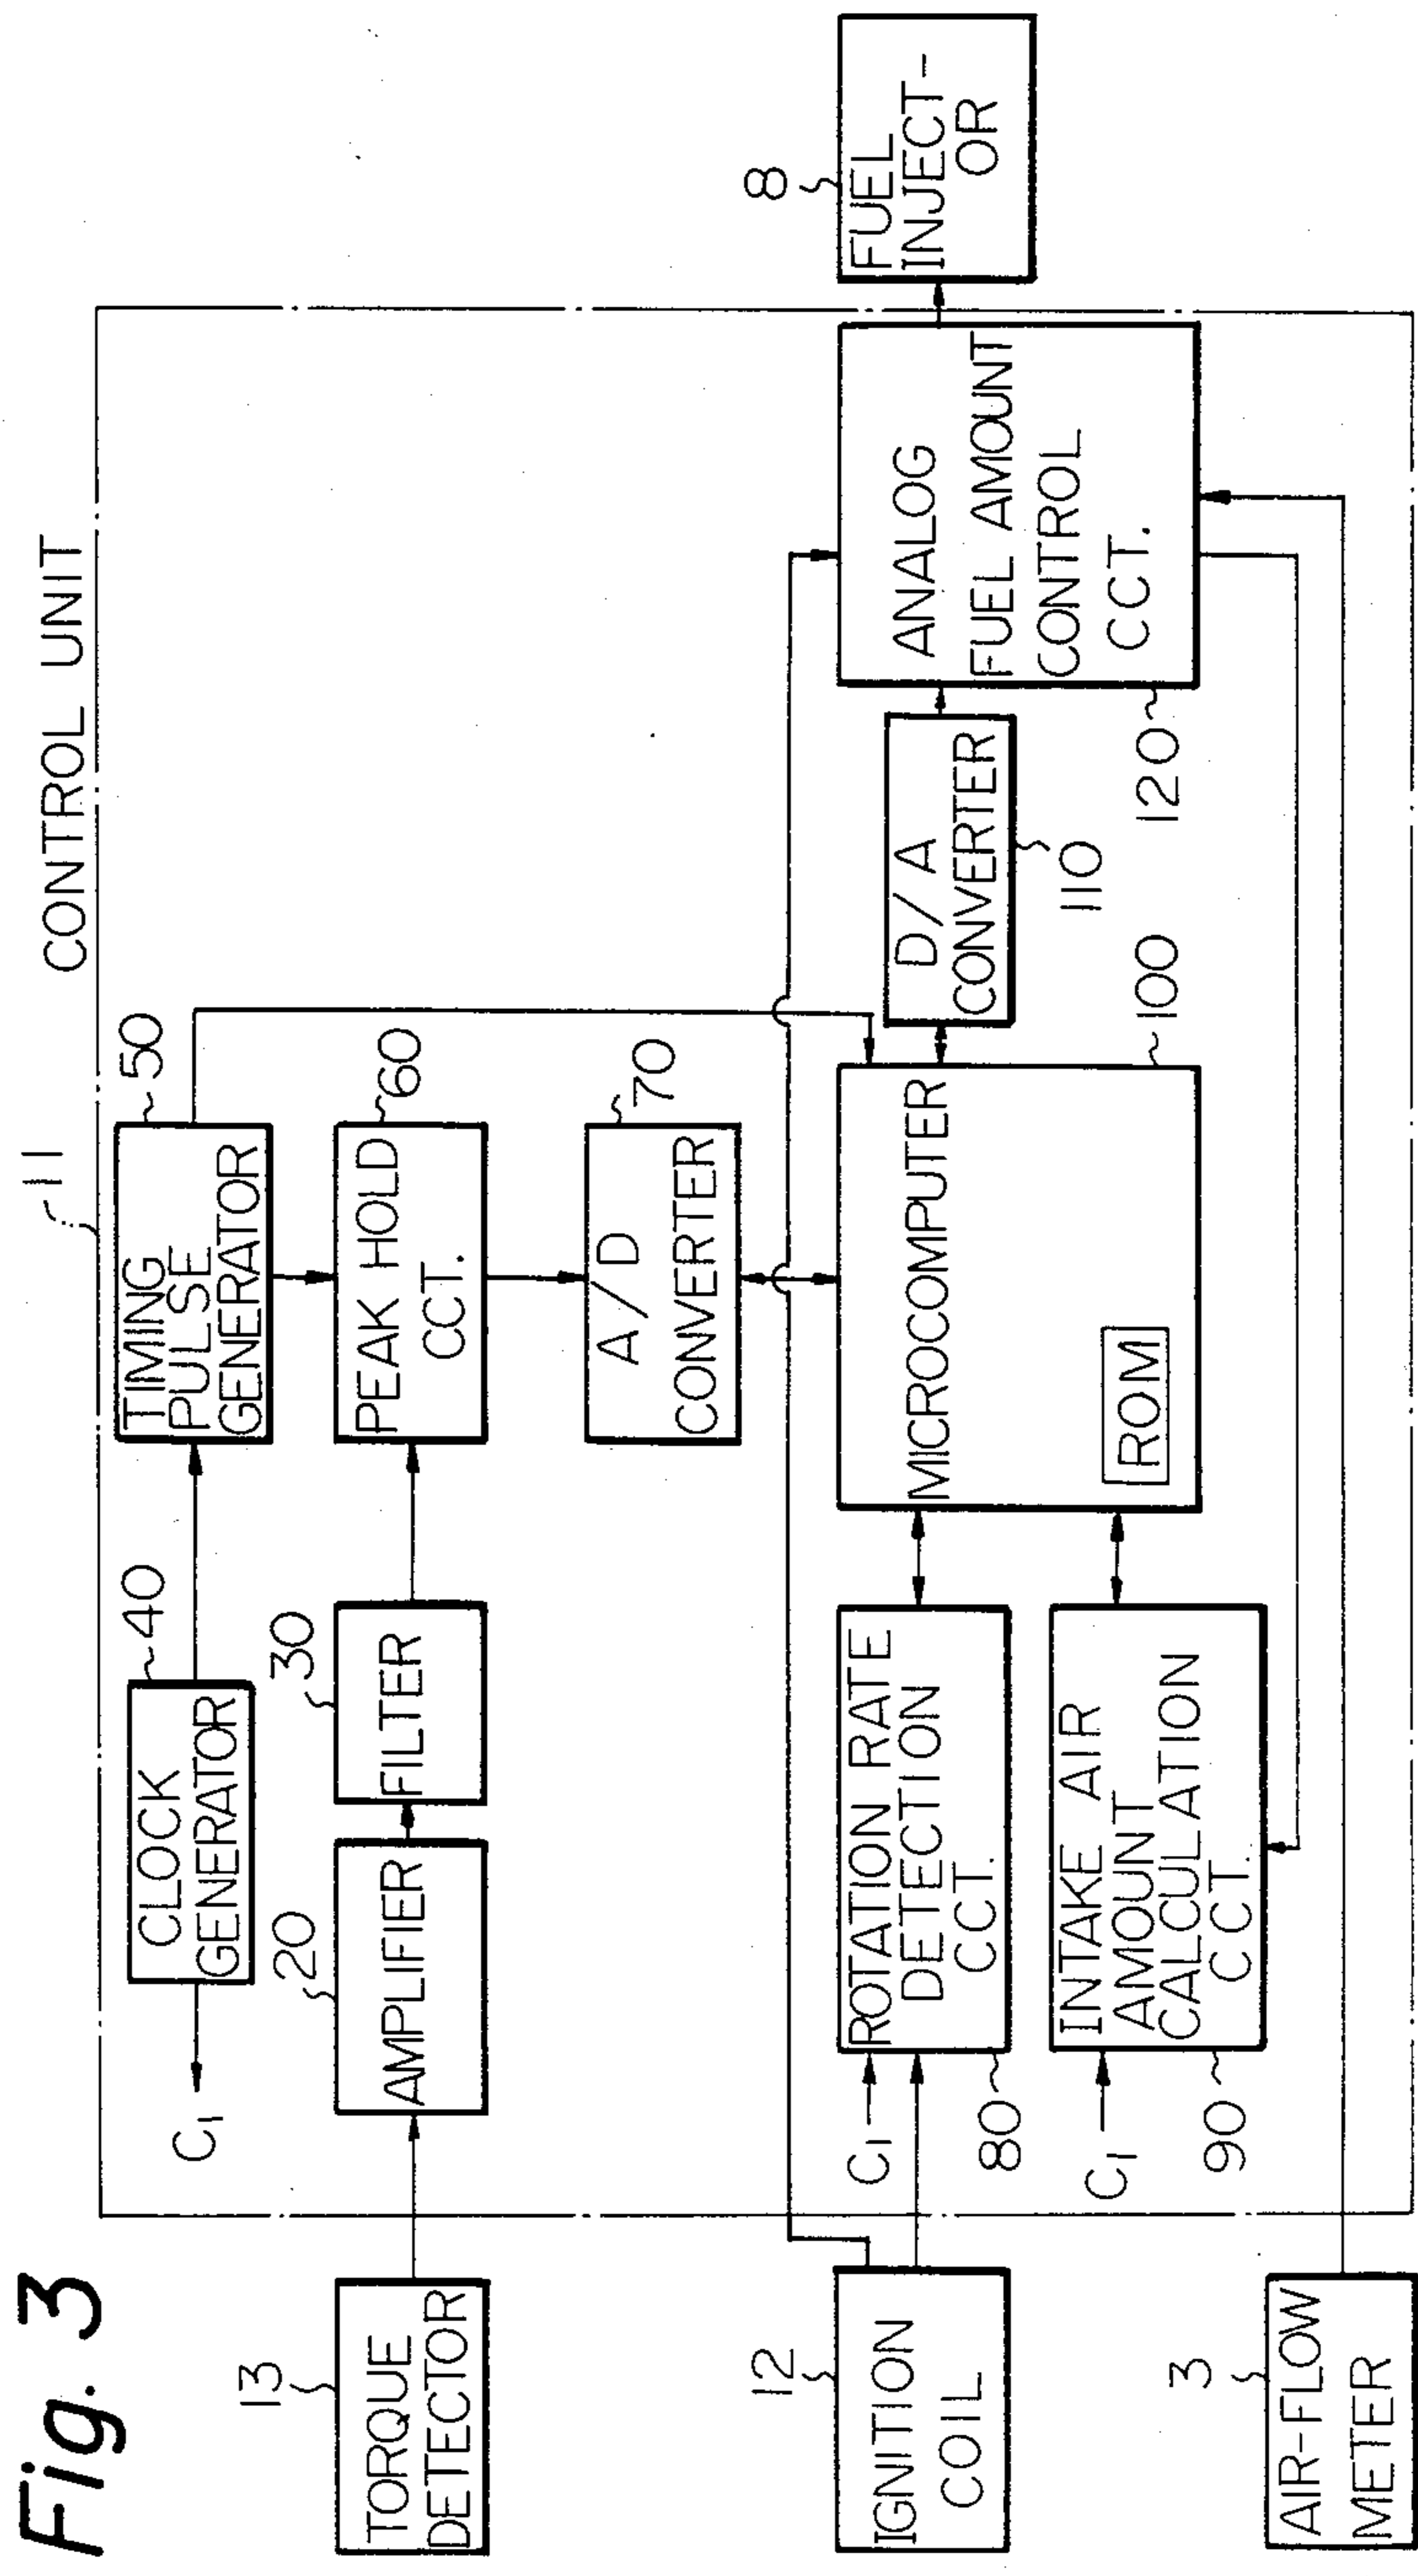 Fig. 3
CONTROL UNIT
11
13
TORQUE
DETECTOR
20
AMPLIFIER
30
FILTER
C1
CLOCK
GENERATOR
40
TIMING
PULSE
GENERATOR
50
PEAK HOLD
CCT.
60
A/D
CONVERTER
70
12
IGNITION
COIL
C1
ROTATION RATE
DETECTION
CCT.
80
C1
INTAKE AIR
AMOUNT
CALCULATION
CCT.
90
MICROCOMPUTER
ROM
100
D/A
CONVERTER
110
ANALOG
FUEL AMOUNT
CONTROL
CCT.
120
8
FUEL
INJECT-
OR
3
AIR-FLOW
METER